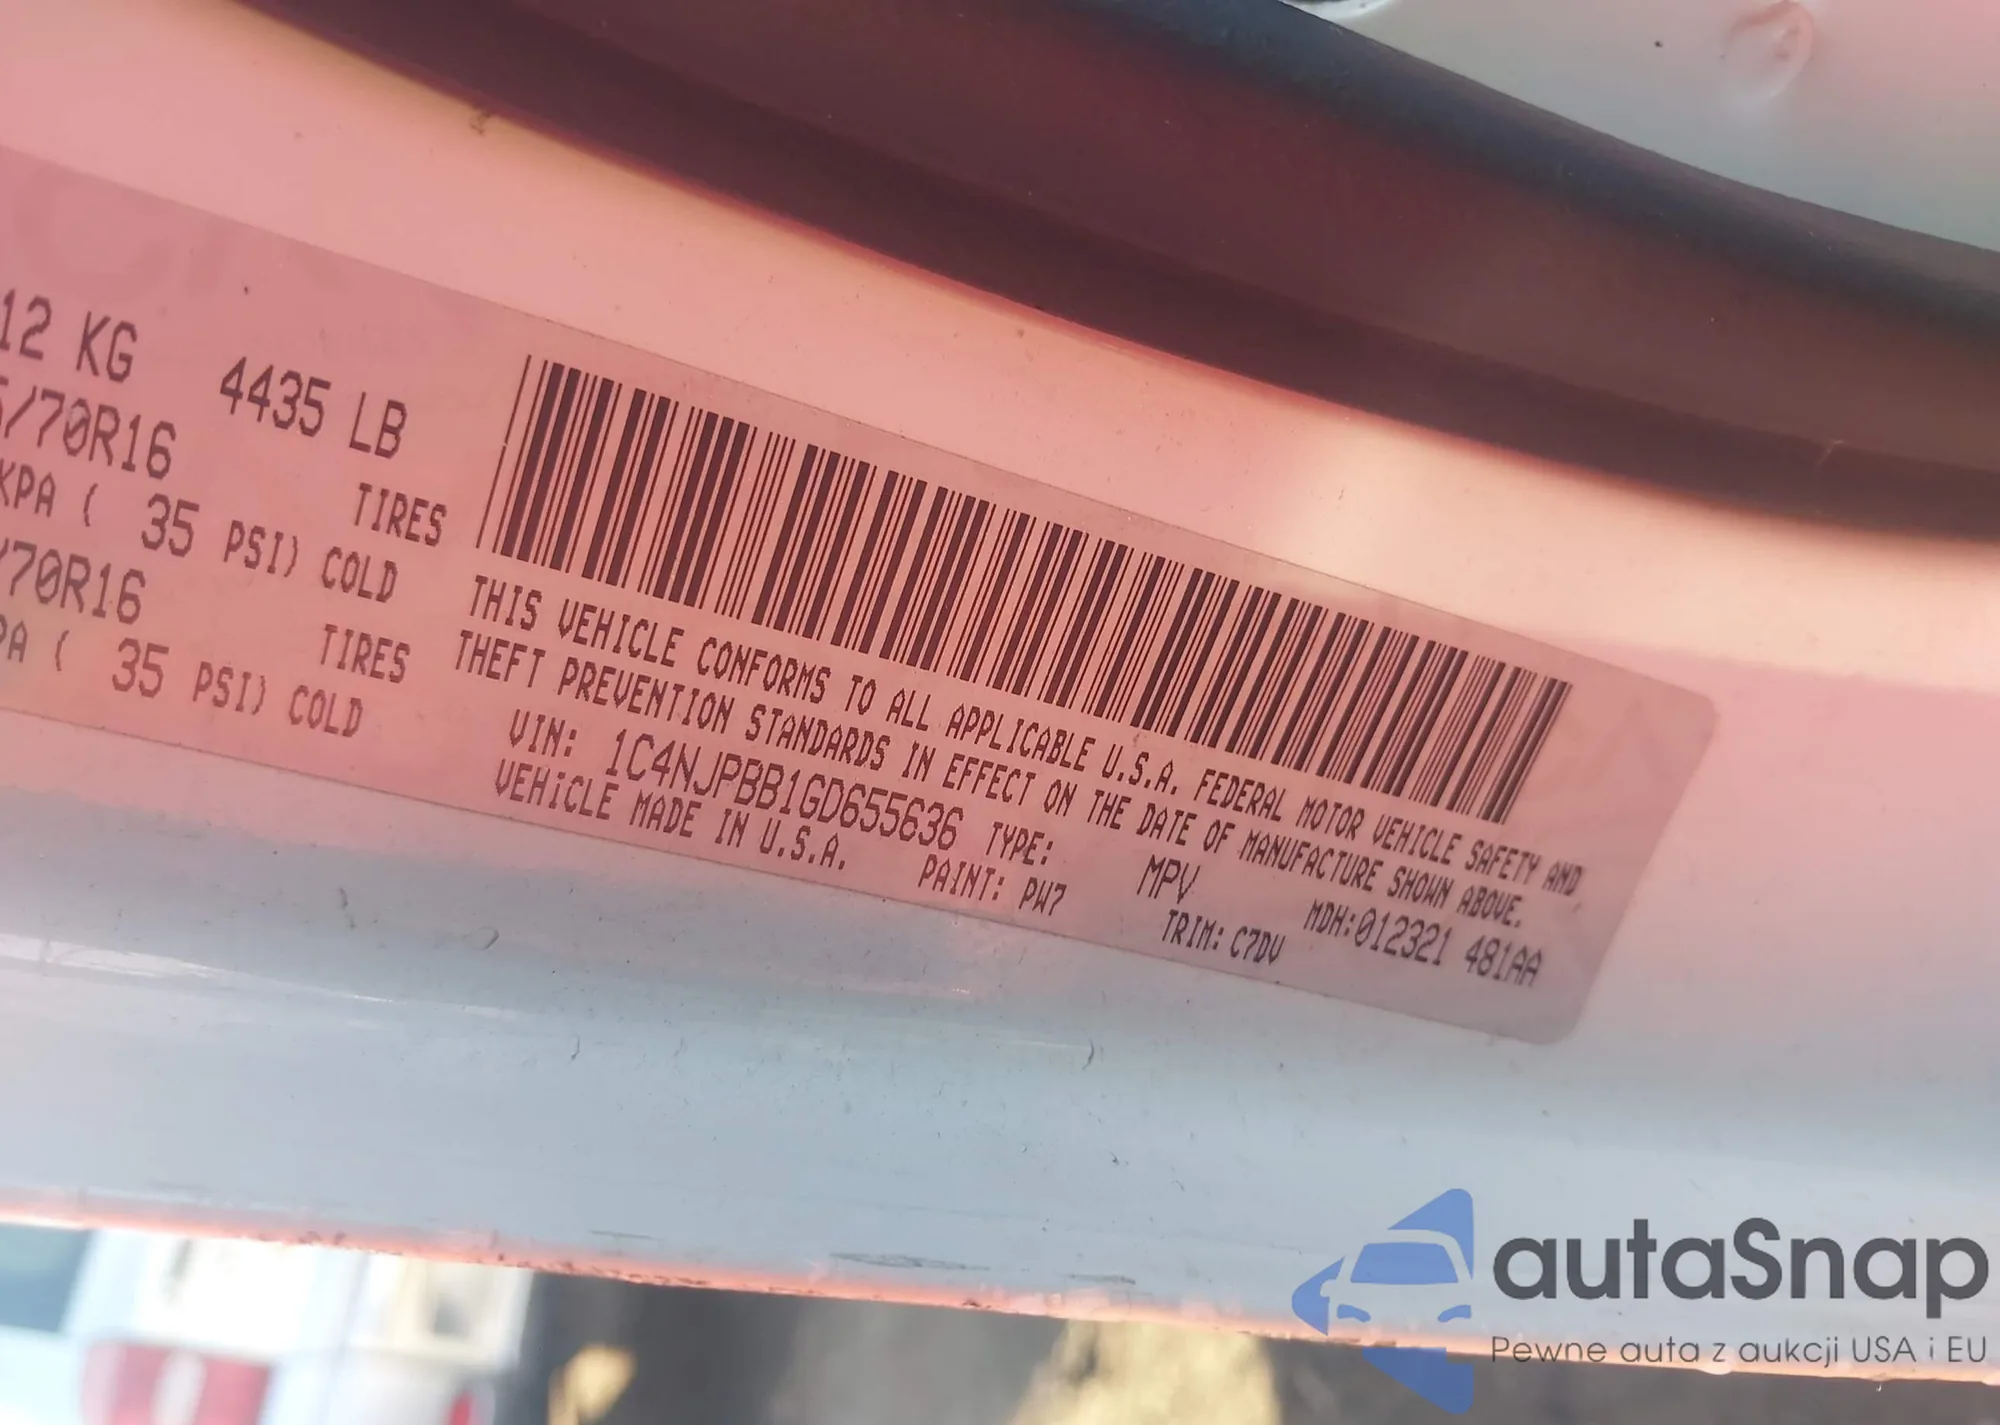 12 KG 4435 LB
5/70R16 TIRES
KPA ( 35 PSI) COLD
/70R16 TIRES
PA ( 35 PSI) COLD
THIS VEHICLE CONFORMS TO ALL APPLICABLE U.S.A. FEDERAL MOTOR VEHICLE SAFETY AND
THEFT PREVENTION STANDARDS IN EFFECT ON THE DATE OF MANUFACTURE SHOWN ABOVE.
VIN: 1C4NJPBB1GD655636 TYPE: MPV MDH:012321 481AA
VEHICLE MADE IN U.S.A. PAINT: PW7 TRIM: C7DV
autaSnap
Pewne auta z aukcji USA i EU